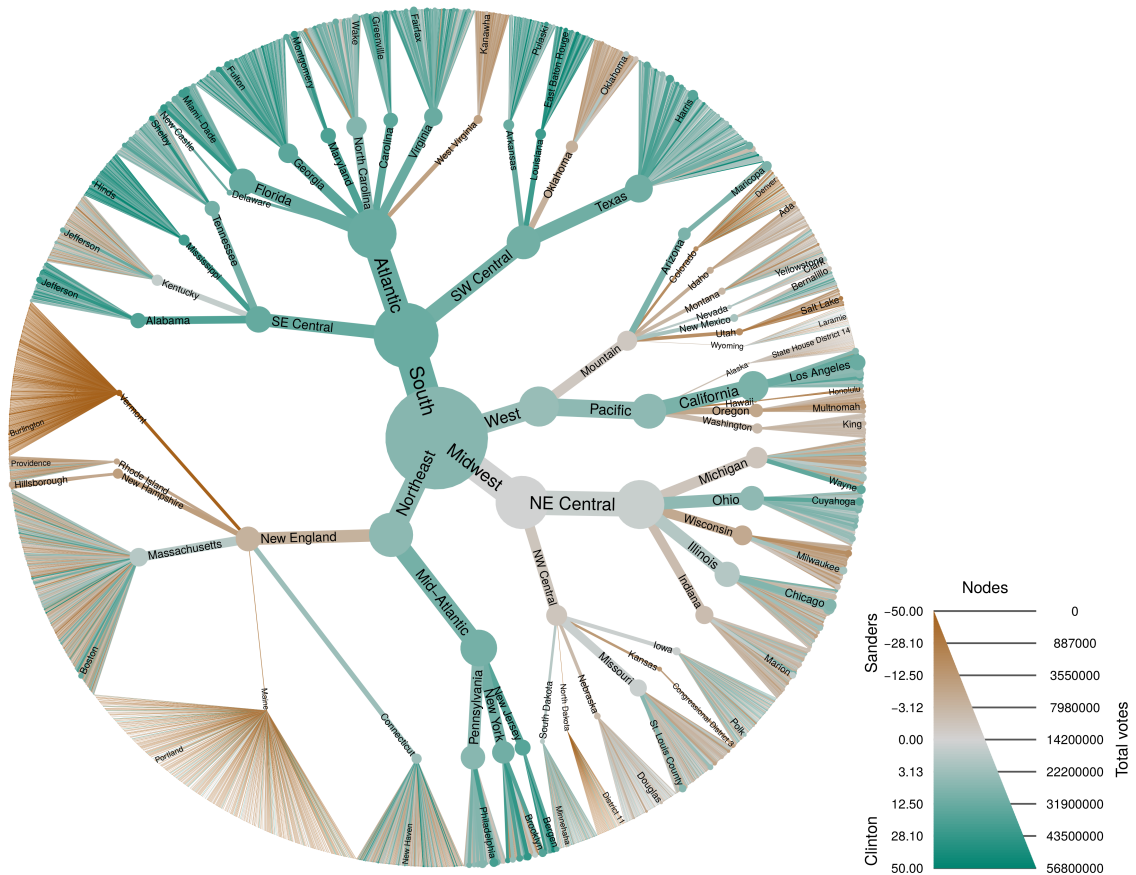 Wake
Greenville
Fairfax
Kanawha
Pulaski
East Baton Rouge
Oklahoma
Montgomery
Fulton
Miami-Dade
New Castle
Shelby
Harris
Hinds
Jefferson
Jefferson
Maricopa
Denver
Ada
Yellowstone
Clark
Bernalillo
Salt Lake
Laramie
State House District 14
Los Angeles
Honolulu
Multnomah
King
Wayne
Cuyahoga
Milwaukee
Chicago
Marion
Polk
Congressional District 3
St. Louis County
Douglas
District 11
Minnehaha
Bergen
Brooklyn
Philadelphia
New Haven
Portland
Boston
Hillsborough
Providence
Burlington
Florida
Delaware
Georgia
Maryland
North Carolina
Carolina
Virginia
West Virginia
Arkansas
Louisiana
Oklahoma
Texas
Tennessee
Mississippi
Kentucky
Alabama
Atlantic
SW Central
SE Central
South
Arizona
Colorado
Idaho
Montana
Nevada
New Mexico
Utah
Wyoming
Mountain
Alaska
California
Hawaii
Oregon
Washington
West
Pacific
Midwest
NE Central
Michigan
Ohio
Wisconsin
Illinois
Indiana
NW Central
Iowa
Kansas
Missouri
Nebraska
North Dakota
South Dakota
Northeast
Mid-Atlantic
New Jersey
New York
Pennsylvania
New England
Vermont
Rhode Island
New Hampshire
Massachusetts
Maine
Connecticut
Nodes
Sanders
Clinton
Total votes
-50.00 0
-28.10 887000
-12.50 3550000
-3.12 7980000
0.00 14200000
3.13 22200000
12.50 31900000
28.10 43500000
50.00 56800000